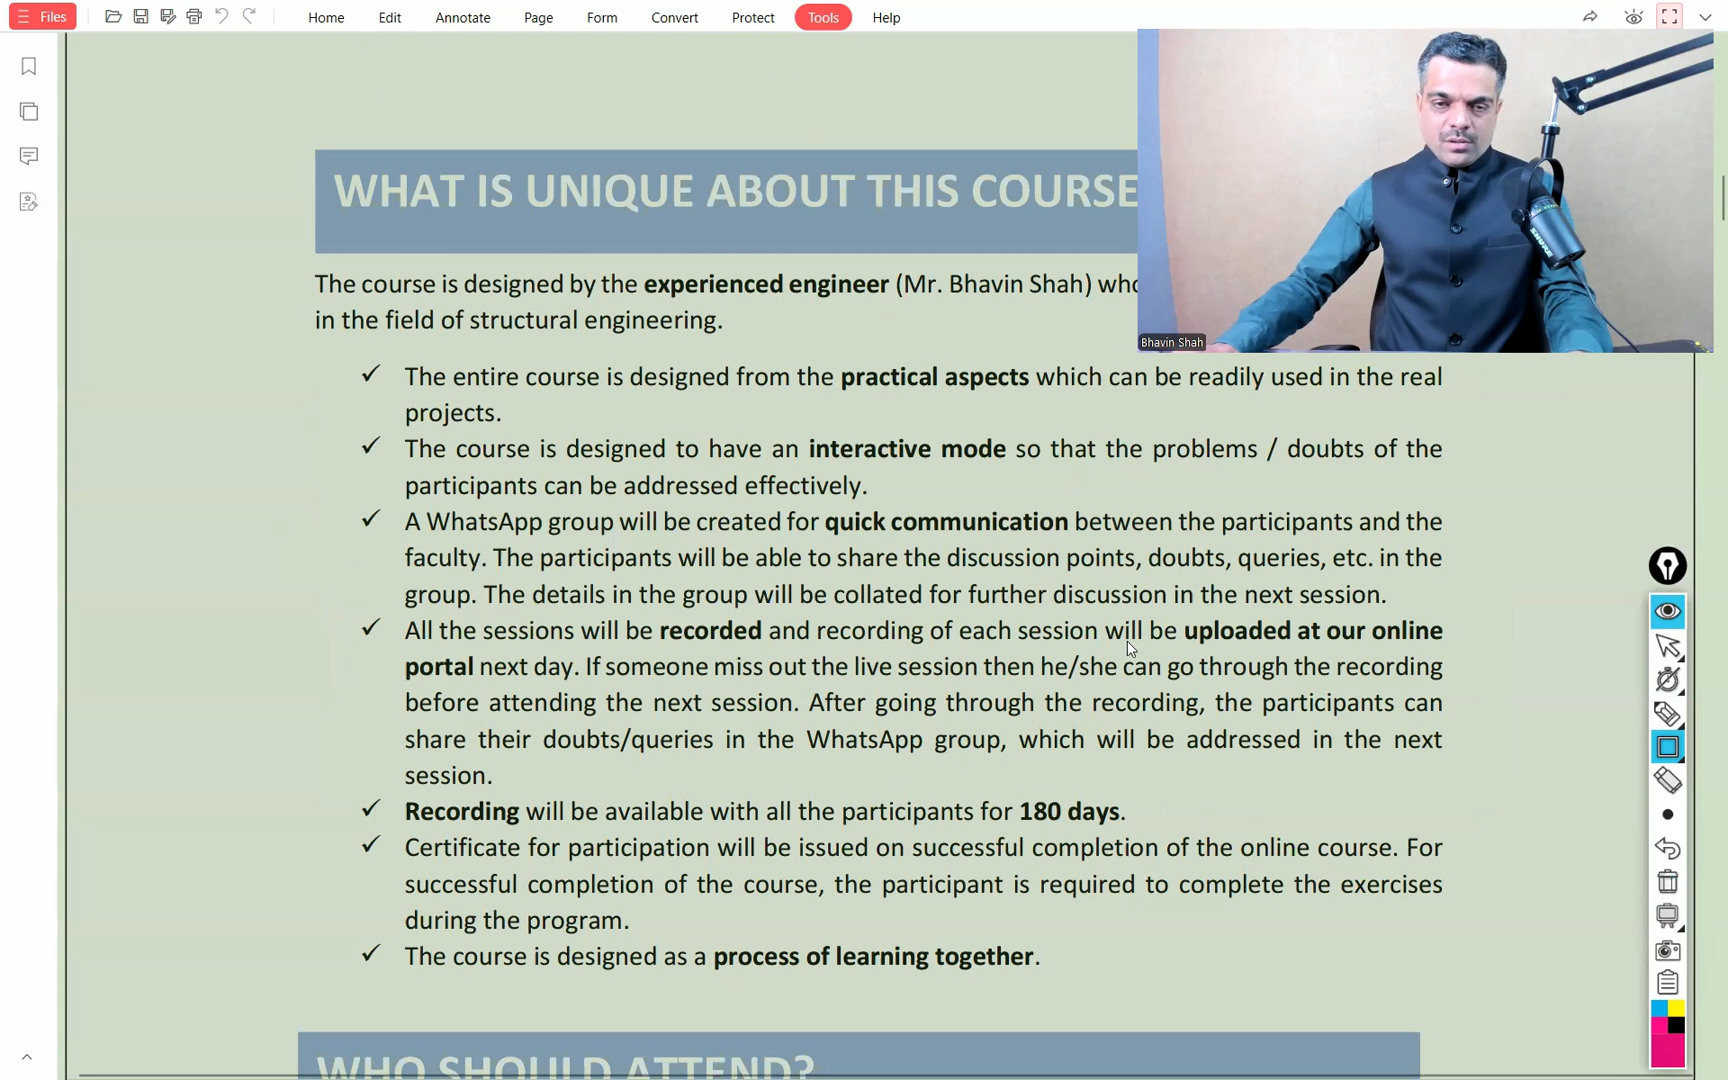 Files
Home Edit Annotate Page Form Convert Protect Tools Help
WHAT IS UNIQUE ABOUT THIS COURSE
The course is designed by the experienced engineer (Mr. Bhavin Shah) who
in the field of structural engineering.
Bhavin Shah
SHURE
✓ The entire course is designed from the practical aspects which can be readily used in the real
projects.
✓ The course is designed to have an interactive mode so that the problems / doubts of the
participants can be addressed effectively.
✓ A WhatsApp group will be created for quick communication between the participants and the
faculty. The participants will be able to share the discussion points, doubts, queries, etc. in the
group. The details in the group will be collated for further discussion in the next session.
✓ All the sessions will be recorded and recording of each session will be uploaded at our online
portal next day. If someone miss out the live session then he/she can go through the recording
before attending the next session. After going through the recording, the participants can
share their doubts/queries in the WhatsApp group, which will be addressed in the next
session.
✓ Recording will be available with all the participants for 180 days.
✓ Certificate for participation will be issued on successful completion of the online course. For
successful completion of the course, the participant is required to complete the exercises
during the program.
✓ The course is designed as a process of learning together.
WHO SHOULD ATTEND?